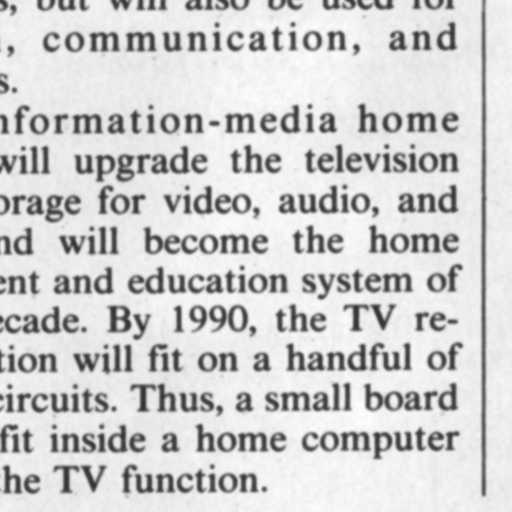 but will also be used for
communication, and
s.
nformation-media home
will upgrade the television
orage for video, audio, and
nd will become the home
ent and education system of
ecade. By 1990, the TV re-
tion will fit on a handful of
circuits. Thus, a small board
fit inside a home computer
the TV function.